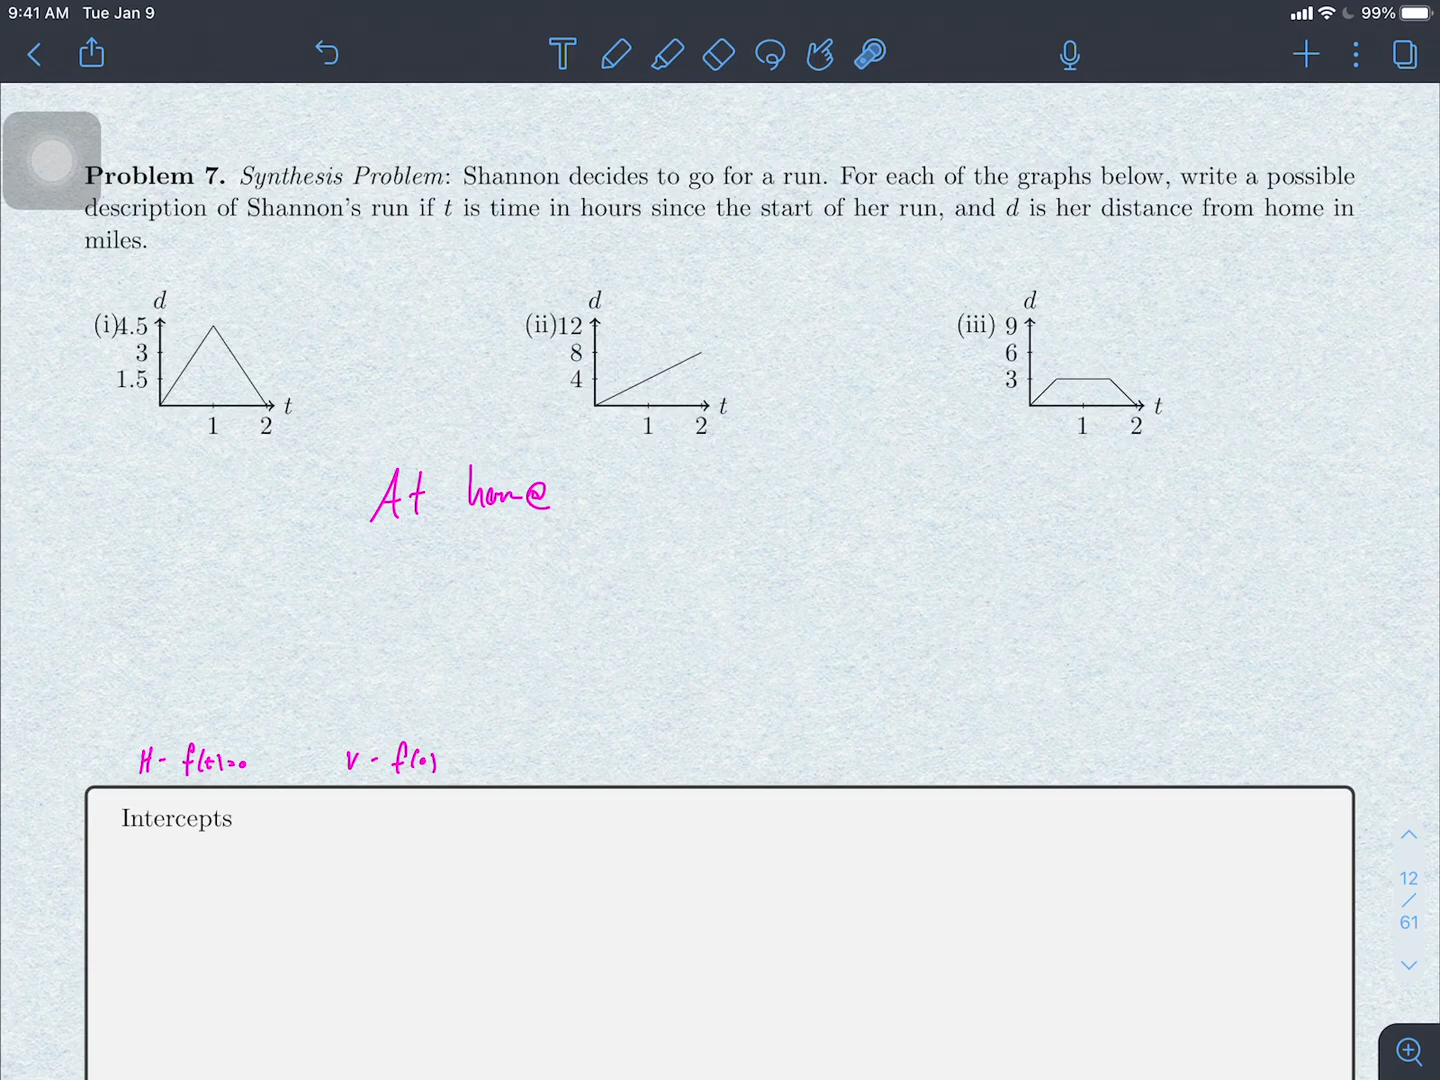 9:41 AM Tue Jan 9
99%
Problem 7. Synthesis Problem: Shannon decides to go for a run. For each of the graphs below, write a possible
description of Shannon's run if t is time in hours since the start of her run, and d is her distance from home in
miles.
(i) d 4.5 3 1.5 1 2 t
(ii) d 12 8 4 1 2 t
(iii) d 9 6 3 1 2 t
At home
H - f(t)=0 V - f(0)
Intercepts
12
/
61